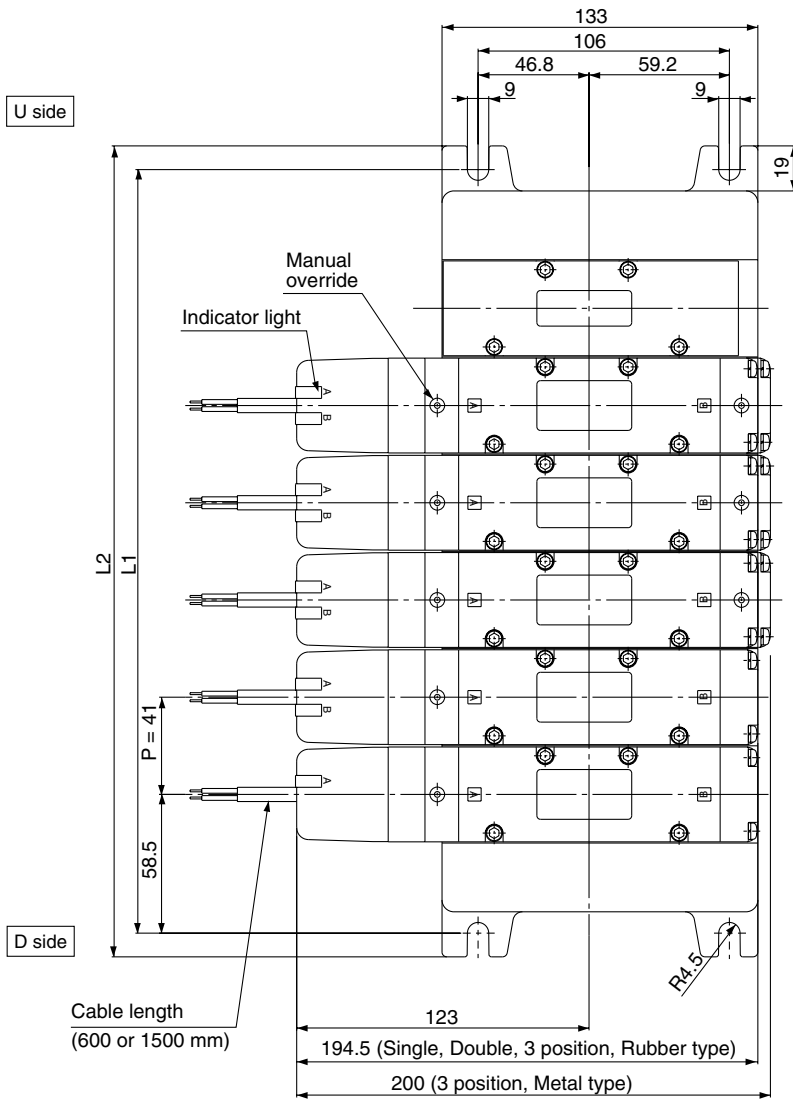 133
106
46.8
59.2
9
9
U side
19
Manual
override
Indicator light
A
B
A
B
A
B
A
B
A
B
A
B
L2
L1
A
B
A
B
A
B
A
B
P = 41
A
A
B
58.5
D side
R4.5
Cable length
(600 or 1500 mm)
123
194.5 (Single, Double, 3 position, Rubber type)
200 (3 position, Metal type)